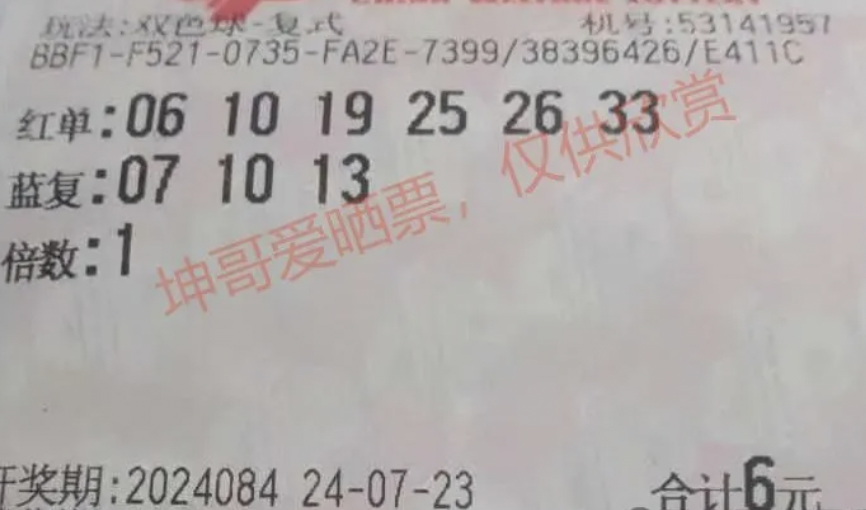 玩法:双色球-复式 机号:53141957
BBF1-F521-0735-FA2E-7399/38396426/E411C
红单:06 10 19 25 26 33
蓝复:07 10 13
倍数:1
坤哥爱晒票，仅供欣赏
开奖期:2024084 24-07-23 合计6元